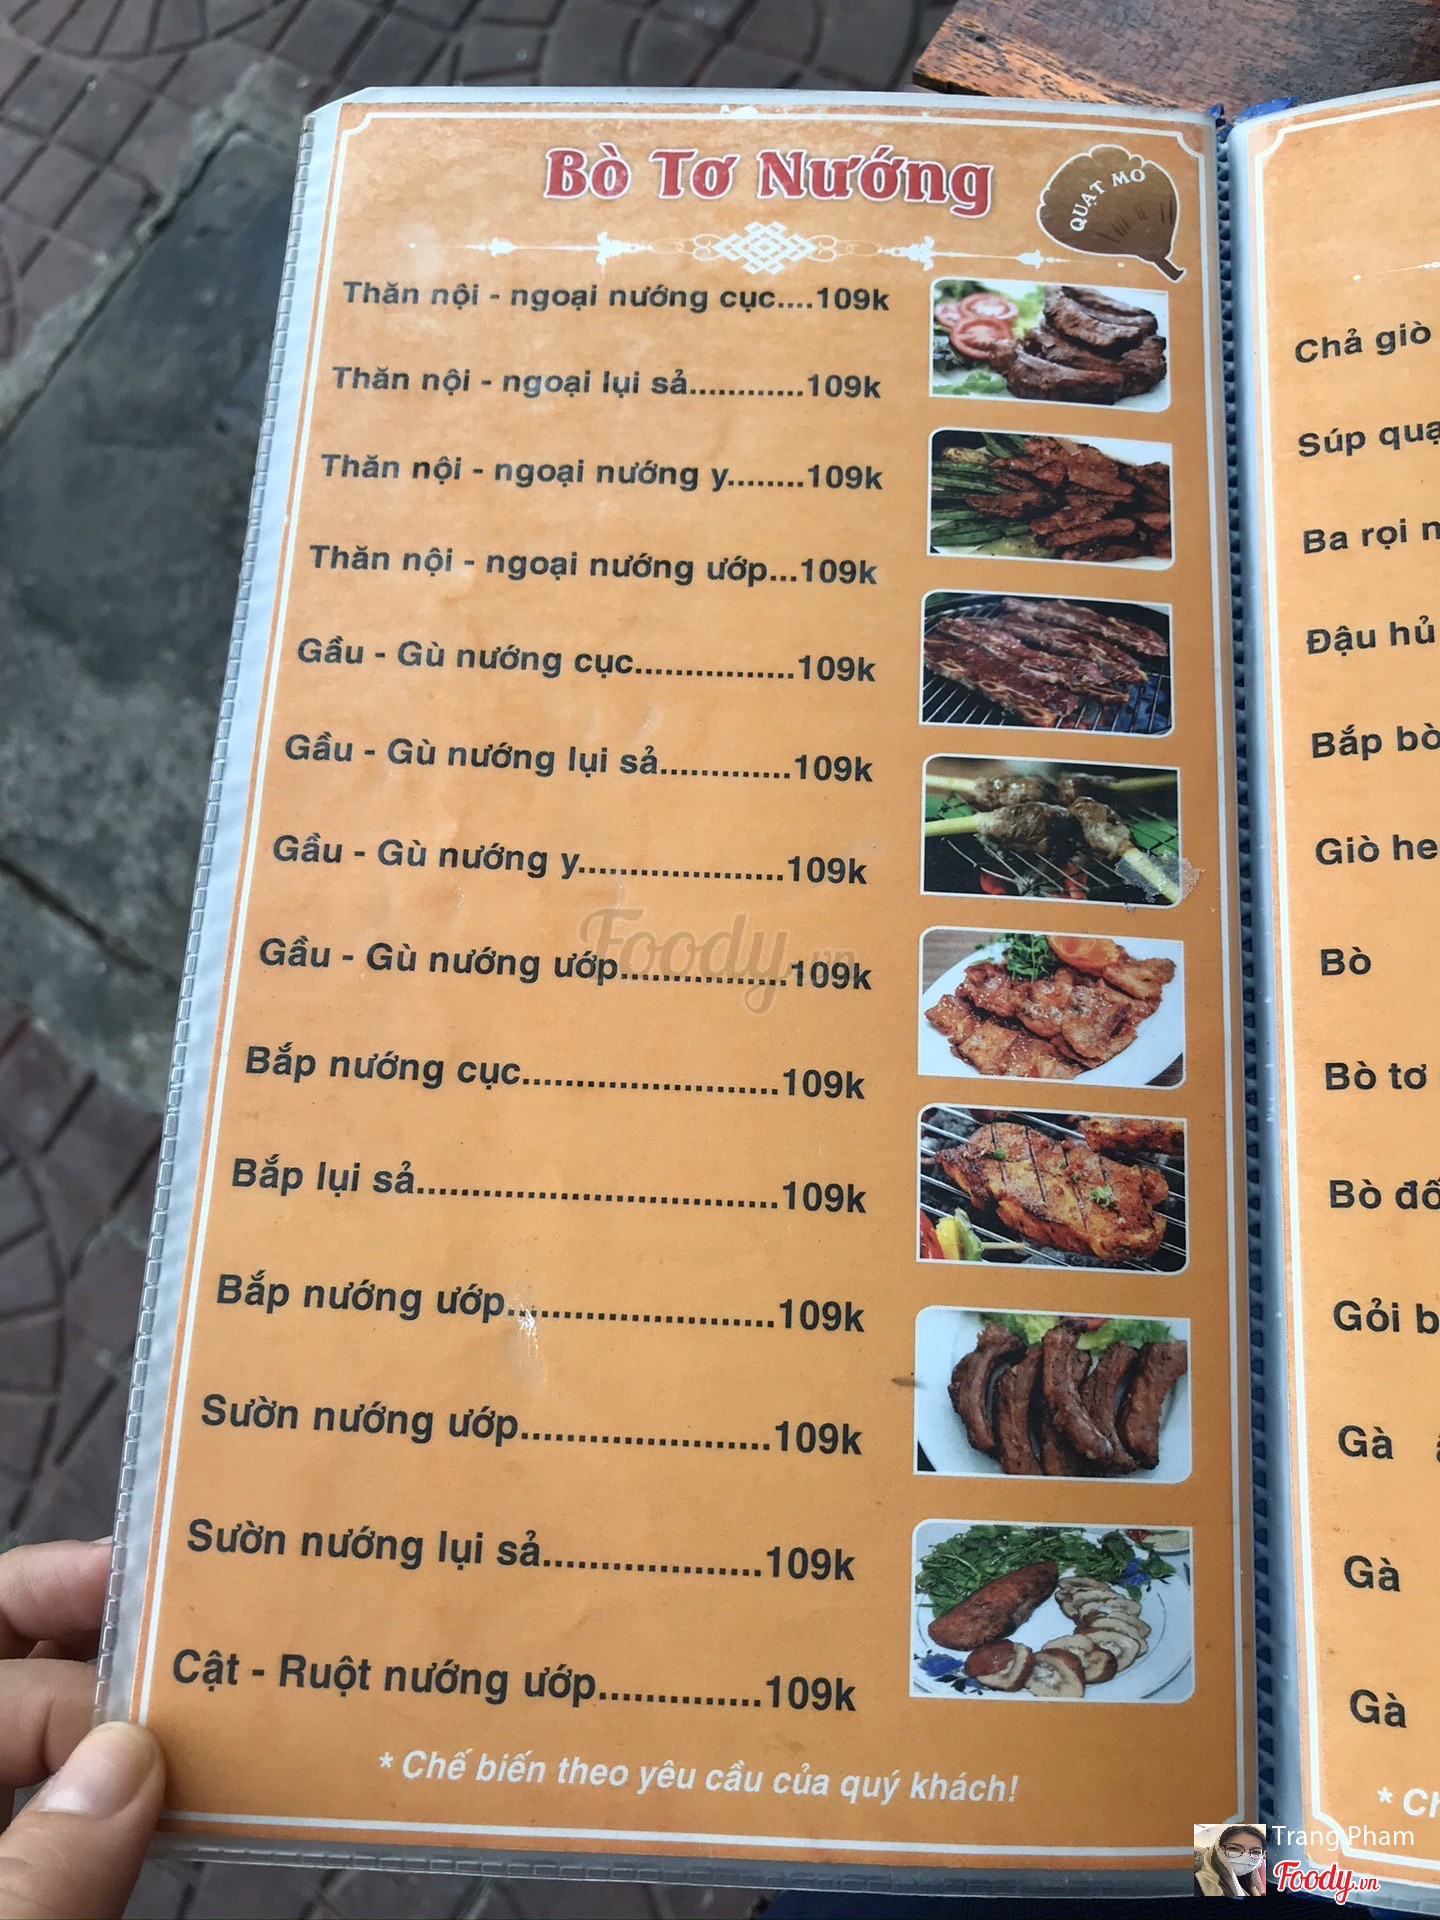 Bò Tơ Nướng
QUẠT MO
Thăn nội - ngoại nướng cục....109k
Thăn nội - ngoại lụi sả............109k
Thăn nội - ngoại nướng y........109k
Thăn nội - ngoại nướng ướp...109k
Gầu - Gù nướng cục................109k
Gầu - Gù nướng lụi sả.............109k
Gầu - Gù nướng y....................109k
Gầu - Gù nướng ướp................109k
Bắp nướng cục........................109k
Bắp lụi sả.................................109k
Bắp nướng ướp.........................109k
Sườn nướng ướp......................109k
Sườn nướng lụi sả...................109k
Cật - Ruột nướng ướp..............109k
* Chế biến theo yêu cầu của quý khách!
Chả giò
Súp
Ba rọi
Đậu hủ
Bắp bò
Giò
Bò
Bò tơ
Bò
Gỏi
Gà
Gà
Gà
*
Foody.vn
Trang Pham
Foody.vn